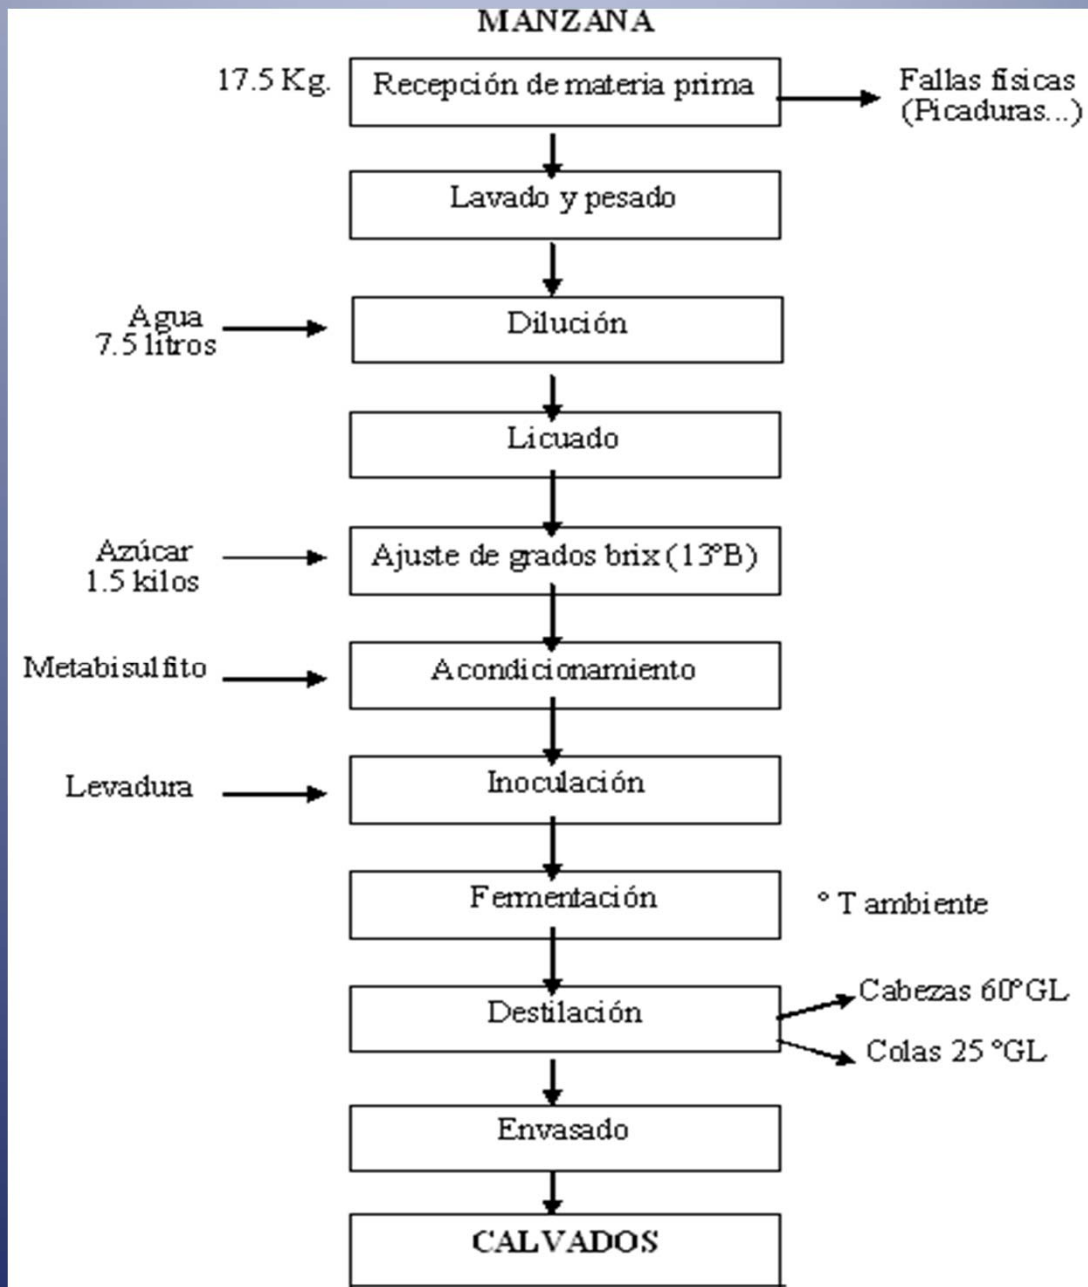 MANZANA
17.5 Kg.
Recepción de materia prima
Fallas físicas
(Picaduras...)
Lavado y pesado
Agua
7.5 litros
Dilución
Licuado
Azúcar
1.5 kilos
Ajuste de grados brix (13°B)
Metabisulfito
Acondicionamiento
Levadura
Inoculación
Fermentación
° T ambiente
Destilación
Cabezas 60°GL
Colas 25 °GL
Envasado
CALVADOS